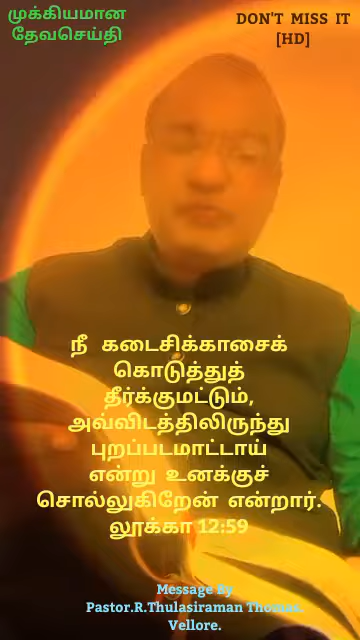 முக்கியமான
தேவசெய்தி
DON'T MISS IT
[HD]
நீ கடைசிக்காசைக்
கொடுத்துத்
தீர்க்குமட்டும்,
அவ்விடத்திலிருந்து
புறப்படமாட்டாய்
என்று உனக்குச்
சொல்லுகிறேன் என்றார்.
லூக்கா 12:59
Message By
Pastor.R.Thulasiraman Thomas.
Vellore.